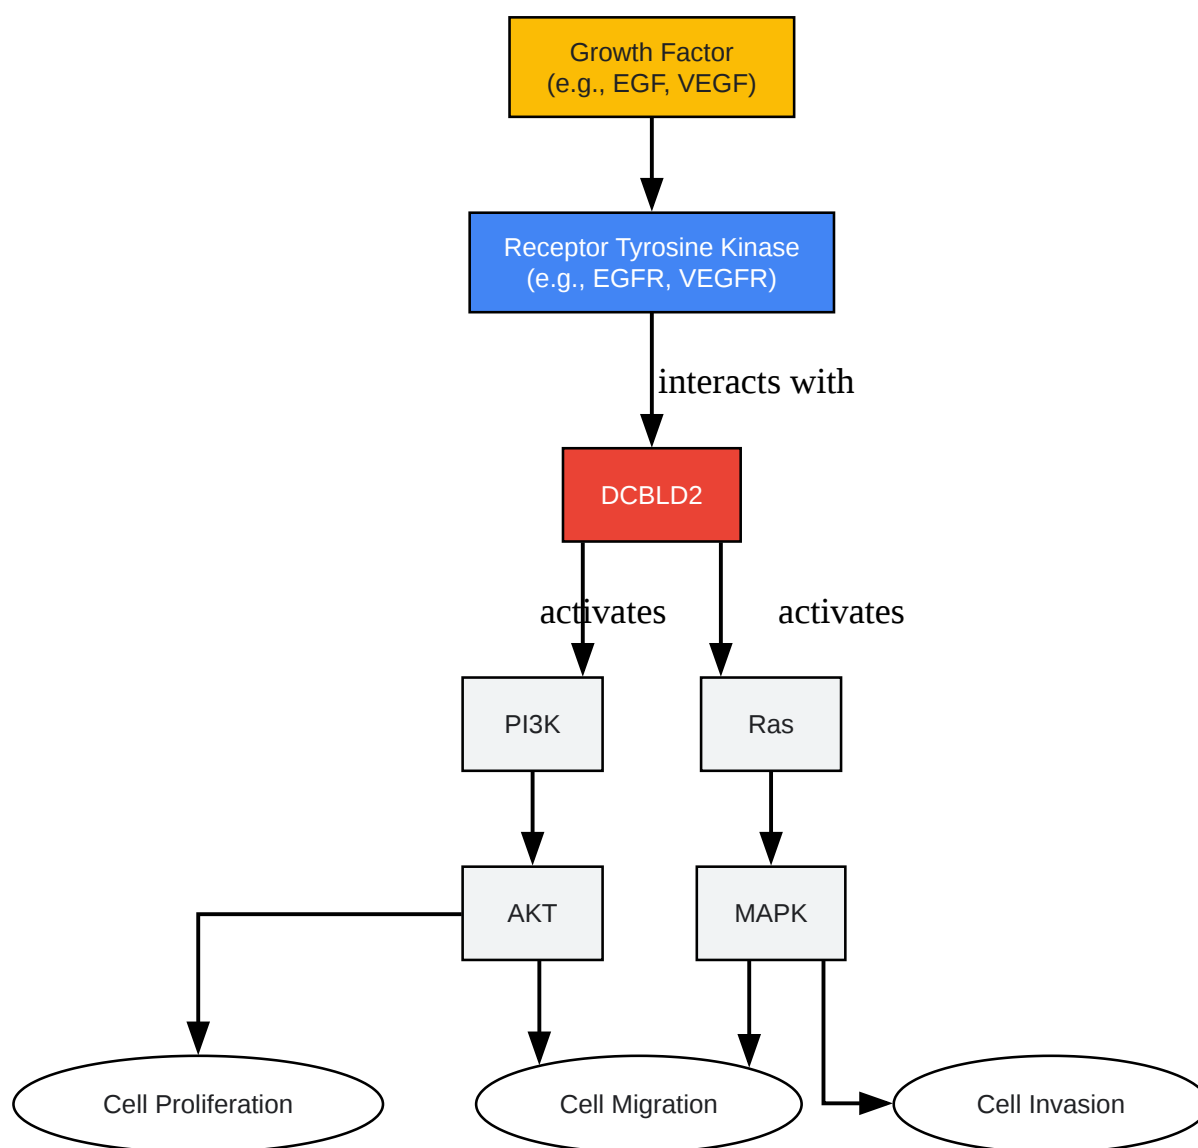 Growth Factor
(e.g., EGF, VEGF)
Receptor Tyrosine Kinase
(e.g., EGFR, VEGFR)
interacts with
DCBLD2
activates
activates
PI3K
Ras
AKT
MAPK
Cell Proliferation
Cell Migration
Cell Invasion